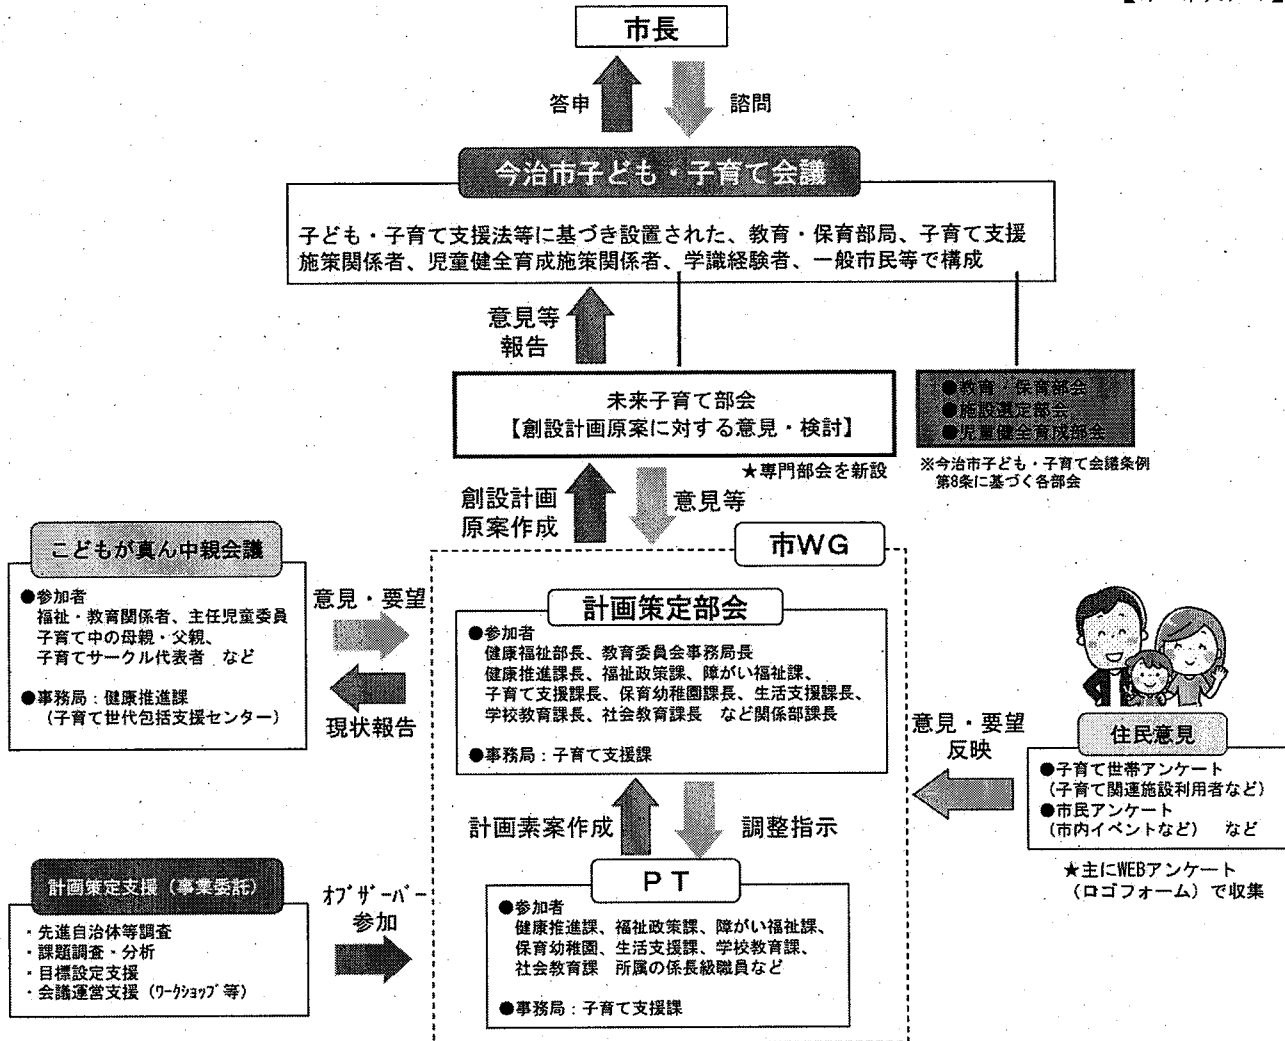 市長
答申
諮問
今治市子ども・子育て会議
子ども・子育て支援法等に基づき設置された、教育・保育部局、子育て支援
施策関係者、児童健全育成施策関係者、学識経験者、一般市民等で構成
意見等
報告
未来子育て部会
【創設計画原案に対する意見・検討】
★専門部会を新設
●教育・保育部会
●施設選定部会
●児童健全育成部会
※今治市子ども・子育て会議条例
第8条に基づく各部会
創設計画
原案作成
意見等
市WG
こどもが真ん中親会議
●参加者
福祉・教育関係者、主任児童委員
子育て中の母親・父親、
子育てサークル代表者 など
●事務局：健康推進課
（子育て世代包括支援センター）
意見・要望
現状報告
計画策定部会
●参加者
健康福祉部長、教育委員会事務局長
健康推進課長、福祉政策課、障がい福祉課、
子育て支援課長、保育幼稚園課長、生活支援課長、
学校教育課長、社会教育課長 など関係部課長
●事務局：子育て支援課
意見・要望
反映
住民意見
●子育て世帯アンケート
（子育て関連施設利用者など）
●市民アンケート
（市内イベントなど） など
★主にWEBアンケート
（ロゴフォーム）で収集
計画素案作成
調整指示
計画策定支援（事業委託）
・先進自治体等調査
・課題調査・分析
・目標設定支援
・会議運営支援（ﾜｰｸｼｮｯﾌﾟ等）
ｵﾌﾞｻﾞｰﾊﾞｰ
参加
ＰＴ
●参加者
健康推進課、福祉政策課、障がい福祉課、
保育幼稚園、生活支援課、学校教育課、
社会教育課 所属の係長級職員など
●事務局：子育て支援課